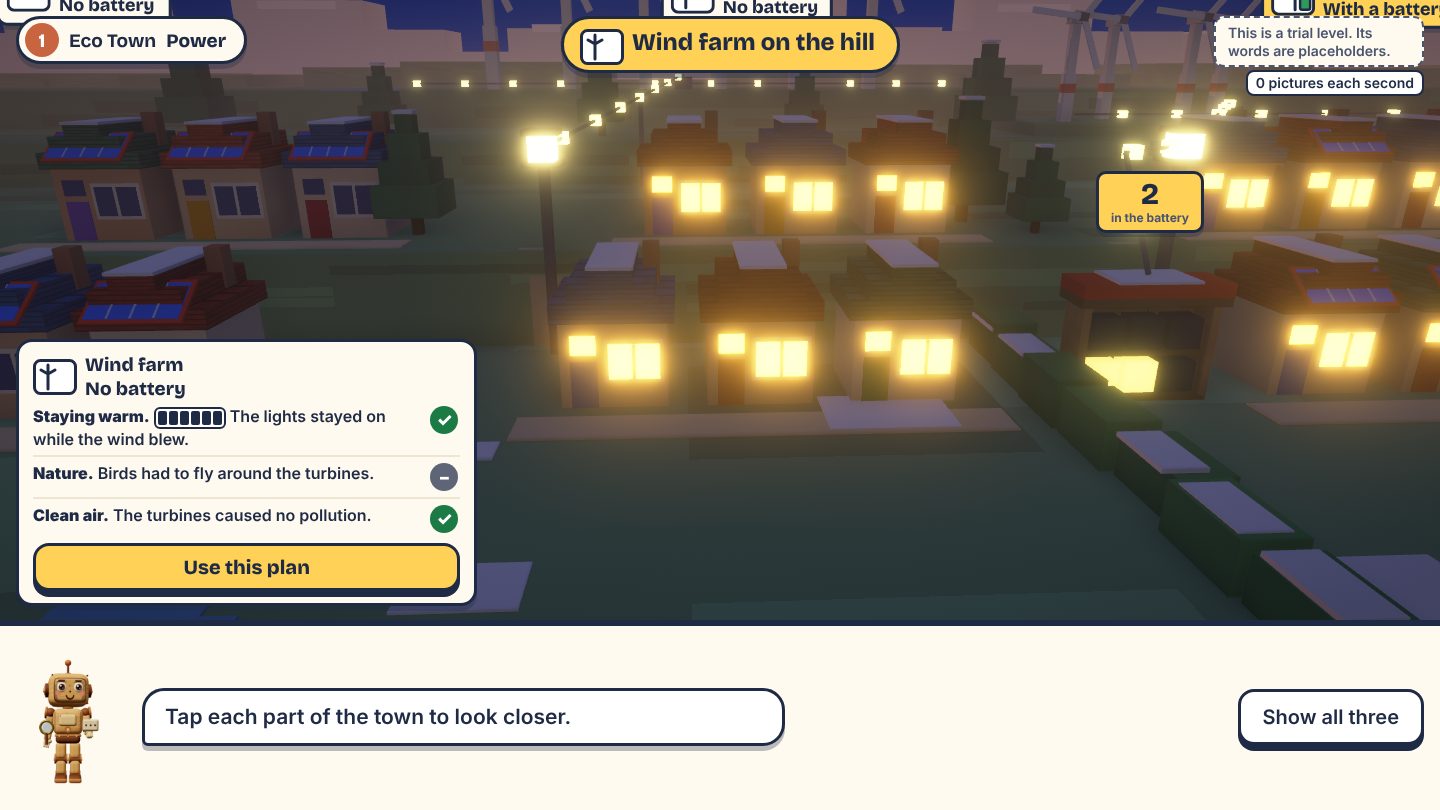 No battery
No battery
With a battery
1 Eco Town Power
Wind farm on the hill
This is a trial level. Its
words are placeholders.
0 pictures each second
2
in the battery
Wind farm
No battery
Staying warm. The lights stayed on
while the wind blew.
Nature. Birds had to fly around the turbines.
Clean air. The turbines caused no pollution.
Use this plan
Tap each part of the town to look closer.
Show all three